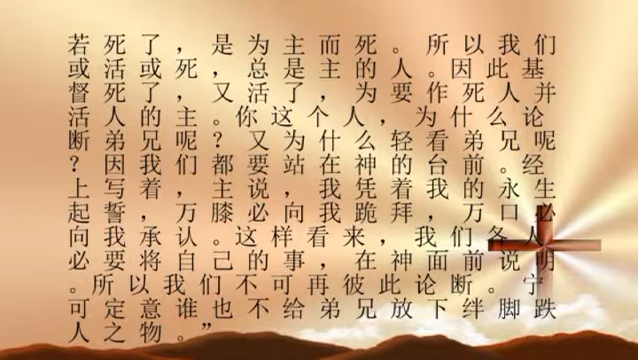 若死了，是为主而死。所以我们
或活或死，总是主的人。因此基
督死了，又活了，为要作死人并
活人的主。你这个人，为什么论
断弟兄呢？又为什么轻看弟兄呢
？因我们都要站在神的台前。经
上写着，主说，我凭着我的永生
起誓，万膝必向我跪拜，万口必
向我承认。这样看来，我们各人
必要将自己的事，在神面前说明
。所以我们不可再彼此论断。宁
可定意谁也不给弟兄放下绊脚跌
人之物。”